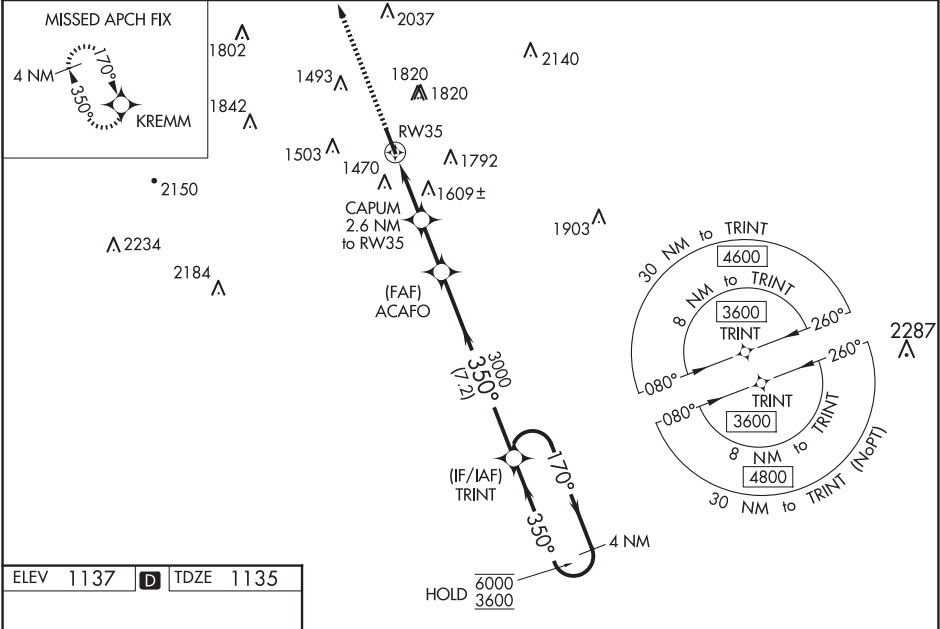 MISSED APCH FIX
4 NM
170°
350°
KREMM
1802
1842
2037
2140
1493
1820
1820
RW35
1503
1470
1792
1609±
2150
CAPUM
2.6 NM
to RW35
1903
2234
2184
(FAF)
ACAFO
30 NM to TRINT
4600
8 NM to TRINT
3600
TRINT
260°
080°
2287
260°
080°
TRINT
3600
8 NM to TRINT
4800
30 NM to TRINT (NoPT)
3000
350°
(7.2)
(IF/IAF)
TRINT
170°
350°
4 NM
HOLD 6000
3600
ELEV 1137 D TDZE 1135